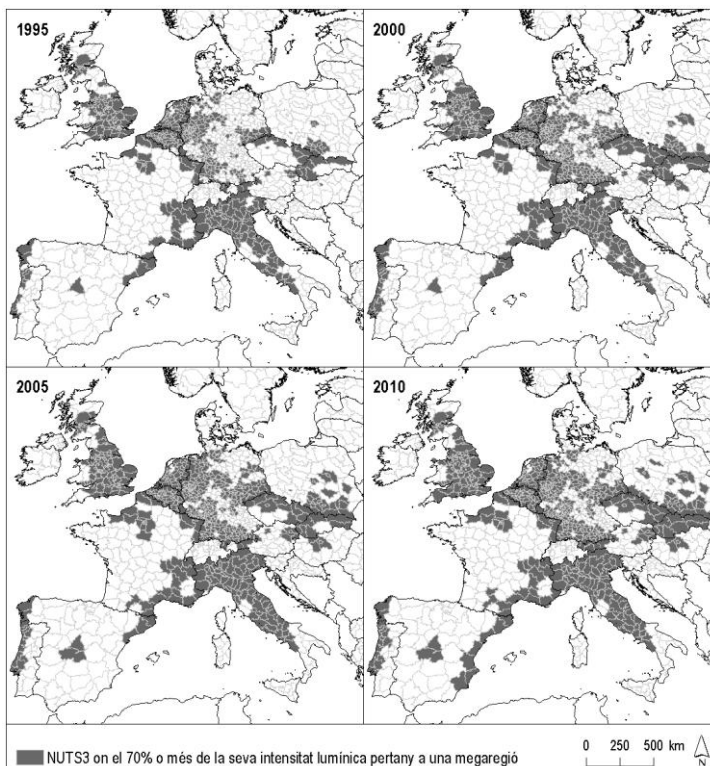 1995
2000
2005
2010
NUTS3 on el 70% o més de la seva intensitat lumínica pertany a una megaregió
0 250 500 km
N